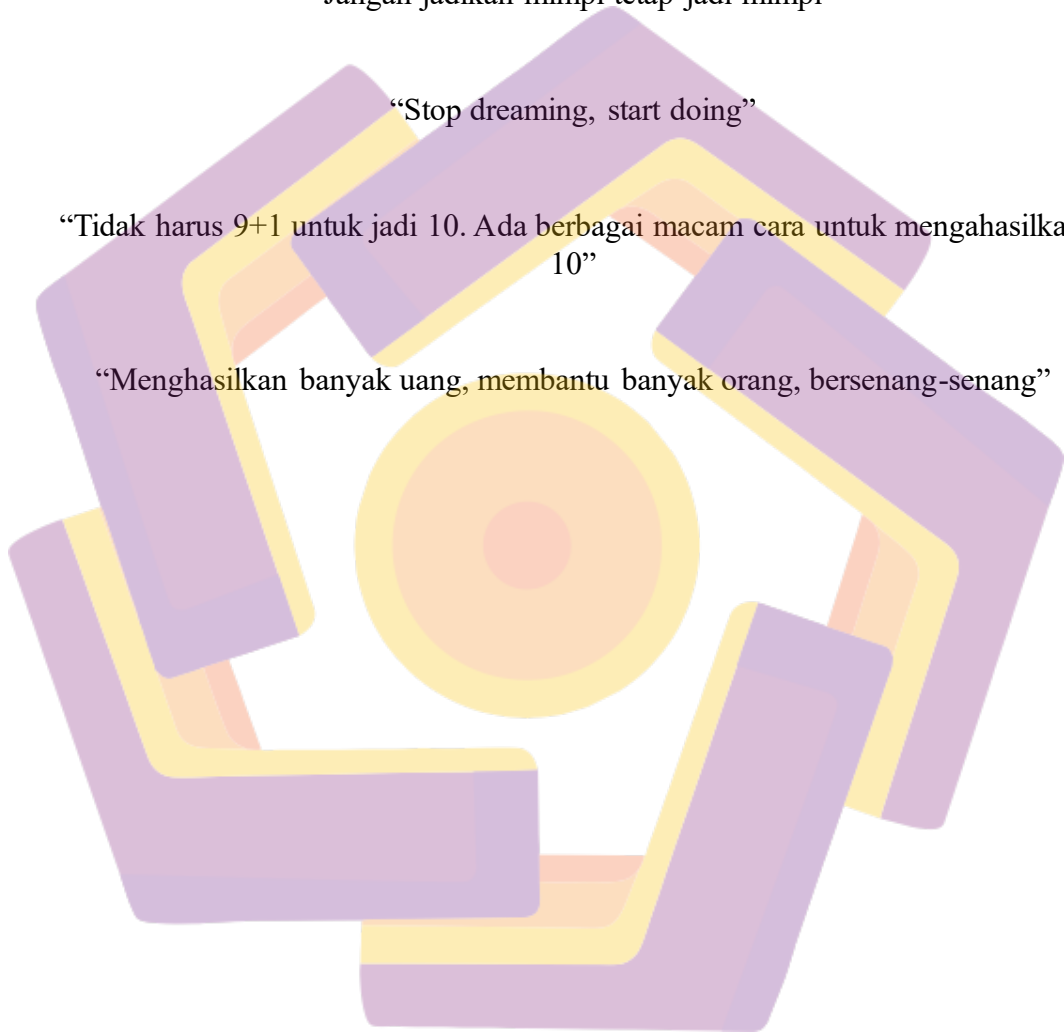 Jangan jadikan mimpi tetap jadi mimpi
“Stop dreaming, start doing”
“Tidak harus 9+1 untuk jadi 10. Ada berbagai macam cara untuk mengahasilka
10”
“Menghasilkan banyak uang, membantu banyak orang, bersenang-senang”